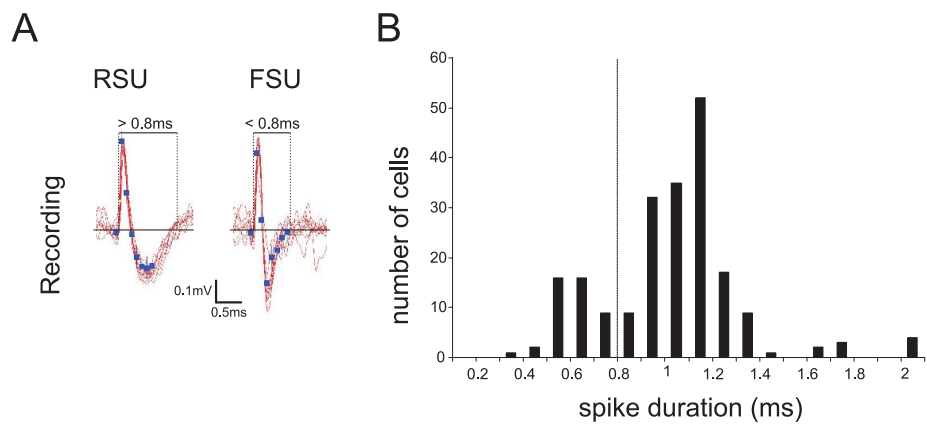 A
RSU
FSU
> 0.8ms
< 0.8ms
Recording
0.1mV
0.5ms
B
number of cells
60
50
40
30
20
10
0
0.2 0.4 0.6 0.8 1 1.2 1.4 1.6 1.8 2
spike duration (ms)